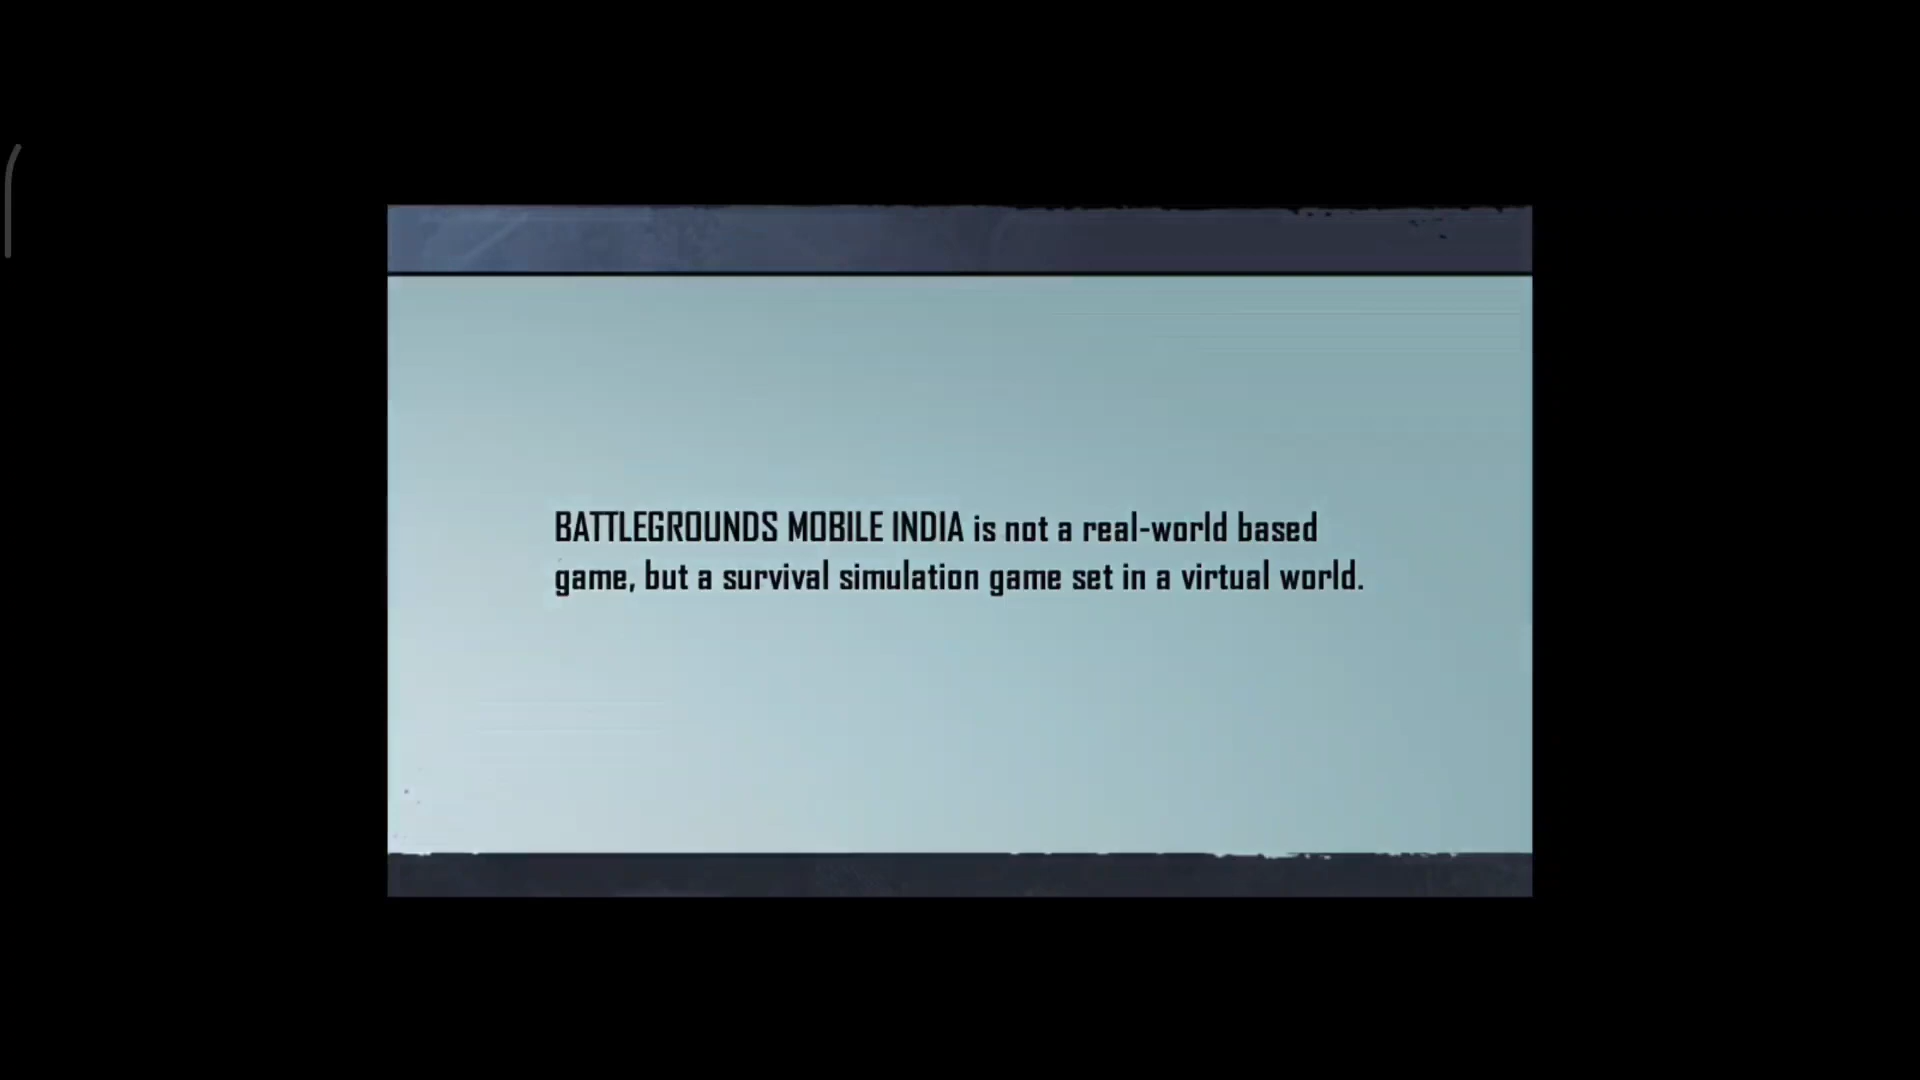 BATTLEGROUNDS MOBILE INDIA is not a real-world based
game, but a survival simulation game set in a virtual world.